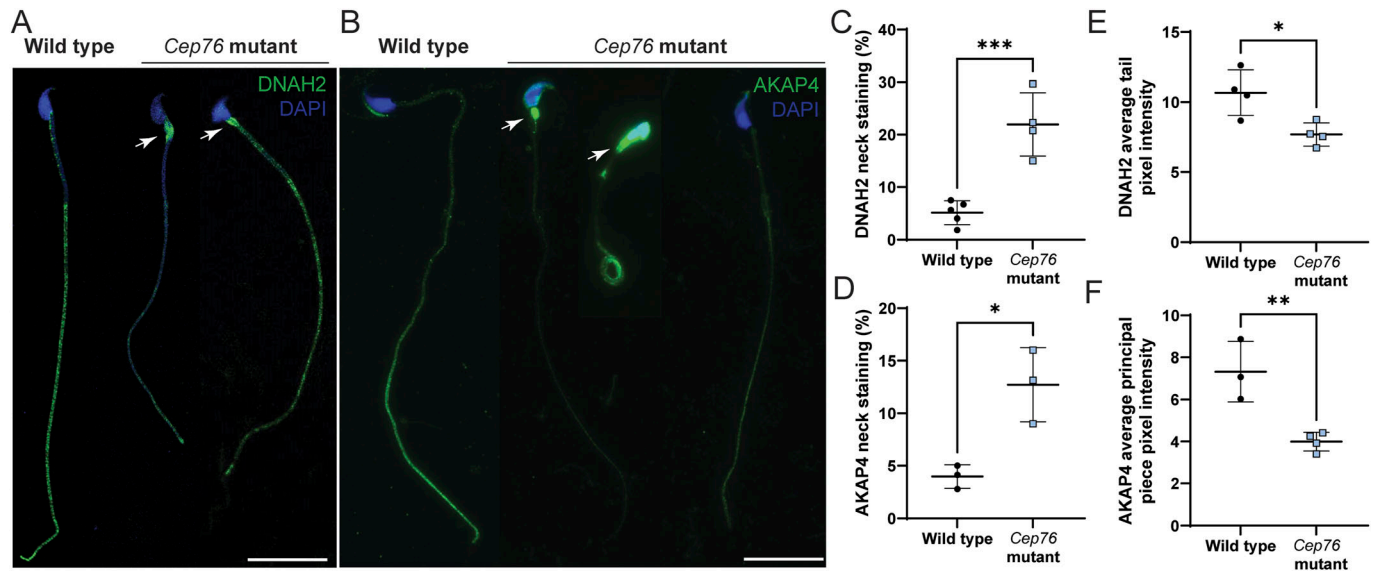 A
Wild type
Cep76 mutant
DNAH2
DAPI
B
Wild type
Cep76 mutant
AKAP4
DAPI
C
DNAH2 neck staining (%)
40
30
20
10
0
***
Wild type
Cep76
mutant
D
AKAP4 neck staining (%)
20
15
10
5
0
*
Wild type
Cep76
mutant
E
DNAH2 average tail
pixel intensity
15
10
5
0
*
Wild type
Cep76
mutant
F
AKAP4 average principal
piece pixel intensity
10
8
6
4
2
0
**
Wild type
Cep76
mutant